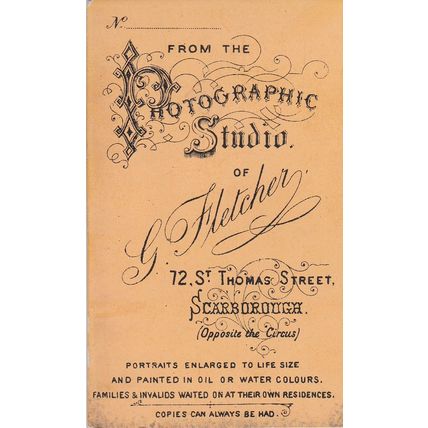 No
FROM THE
PHOTOGRAPHIC
Studio.
OF
G. Fletcher,
72, ST THOMAS STREET,
SCARBOROUGH.
(Opposite the Circus)
PORTRAITS ENLARGED TO LIFE SIZE
AND PAINTED IN OIL OR WATER COLOURS.
FAMILIES & INVALIDS WAITED ON AT THEIR OWN RESIDENCES.
COPIES CAN ALWAYS BE HAD.